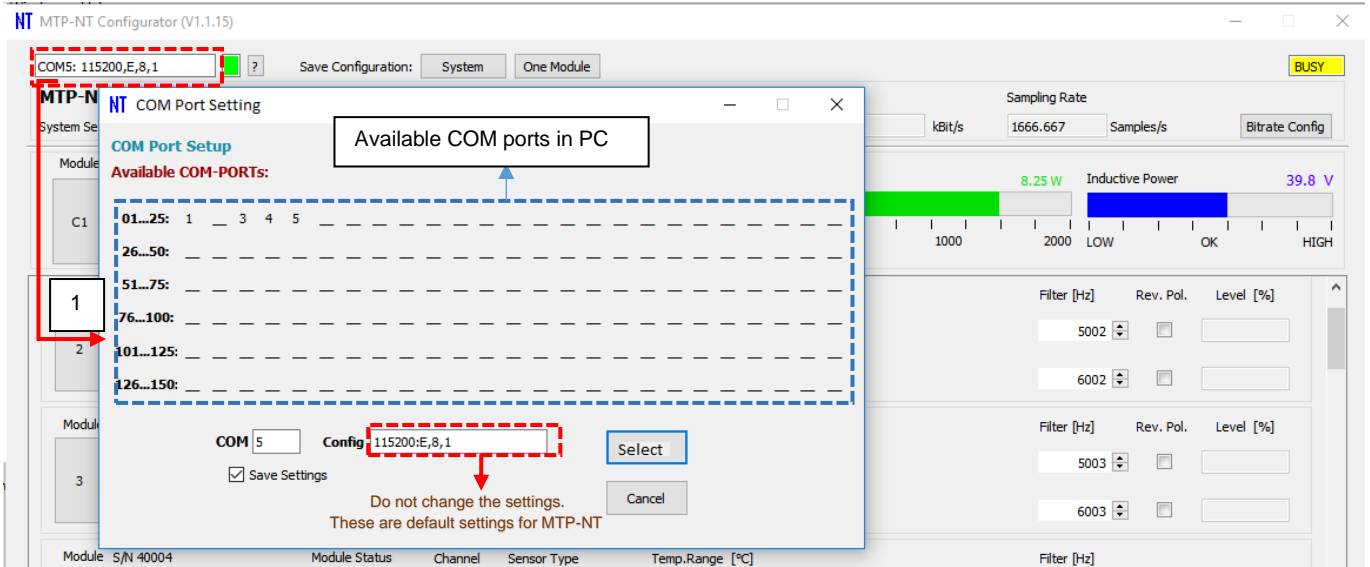 NT MTP-NT Configurator (V1.1.15)
COM5: 115200,E,8,1 ? Save Configuration: System One Module BUSY
MTP-N
NT COM Port Setting
Sampling Rate
System Se
kBit/s 1666.667 Samples/s Bitrate Config
Available COM ports in PC
COM Port Setup
Available COM-PORTs:
Module
8.25 W Inductive Power 39.8 V
C1
1000 2000 LOW OK HIGH
01...25: 1 _ 3 4 5 _ _ _ _ _ _ _ _ _ _ _ _ _ _ _ _ _ _ _ _
26...50: _ _ _ _ _ _ _ _ _ _ _ _ _ _ _ _ _ _ _ _ _ _ _ _ _
51...75: _ _ _ _ _ _ _ _ _ _ _ _ _ _ _ _ _ _ _ _ _ _ _ _ _
76...100: _ _ _ _ _ _ _ _ _ _ _ _ _ _ _ _ _ _ _ _ _ _ _ _ _
101...125: _ _ _ _ _ _ _ _ _ _ _ _ _ _ _ _ _ _ _ _ _ _ _ _ _
126...150: _ _ _ _ _ _ _ _ _ _ _ _ _ _ _ _ _ _ _ _ _ _ _ _ _
1
Filter [Hz] Rev. Pol. Level [%]
2
5002
6002
COM 5 Config 115200:E,8,1 Select
Save Settings
Do not change the settings.
These are default settings for MTP-NT
Cancel
Modul
Filter [Hz] Rev. Pol. Level [%]
3
5003
6003
Module S/N 40004 Module Status Channel Sensor Type Temp.Range [°C] Filter [Hz]